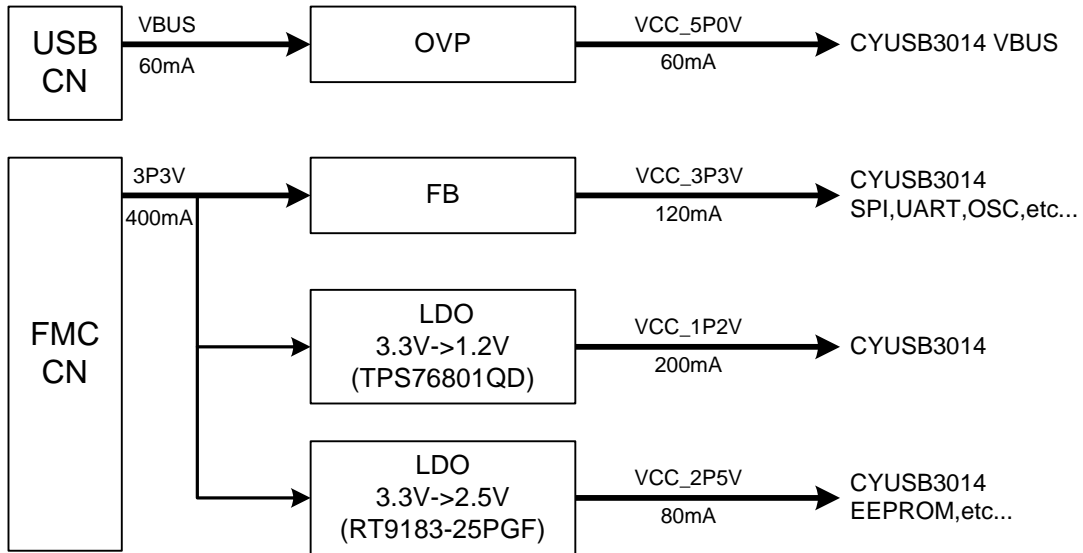 USB
CN
VBUS
60mA
OVP
VCC_5P0V
60mA
CYUSB3014 VBUS
FMC
CN
3P3V
400mA
FB
VCC_3P3V
120mA
CYUSB3014
SPI,UART,OSC,etc...
LDO
3.3V->1.2V
(TPS76801QD)
VCC_1P2V
200mA
CYUSB3014
LDO
3.3V->2.5V
(RT9183-25PGF)
VCC_2P5V
80mA
CYUSB3014
EEPROM,etc...